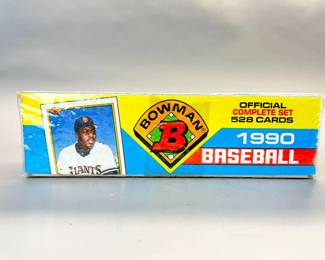 GIANTS
BOWMAN
B
OFFICIAL
COMPLETE SET
528 CARDS
1990
BASEBALL